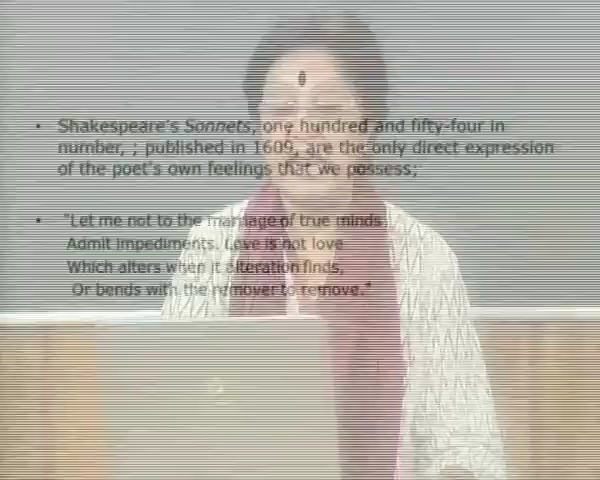 • Shakespeare's Sonnets, one hundred and fifty-four in
number, ; published in 1609, are the only direct expression
of the poet's own feelings that we possess;
• "Let me not to the marriage of true minds
Admit impediments. Love is not love
Which alters when it alteration finds,
Or bends with the remover to remove."